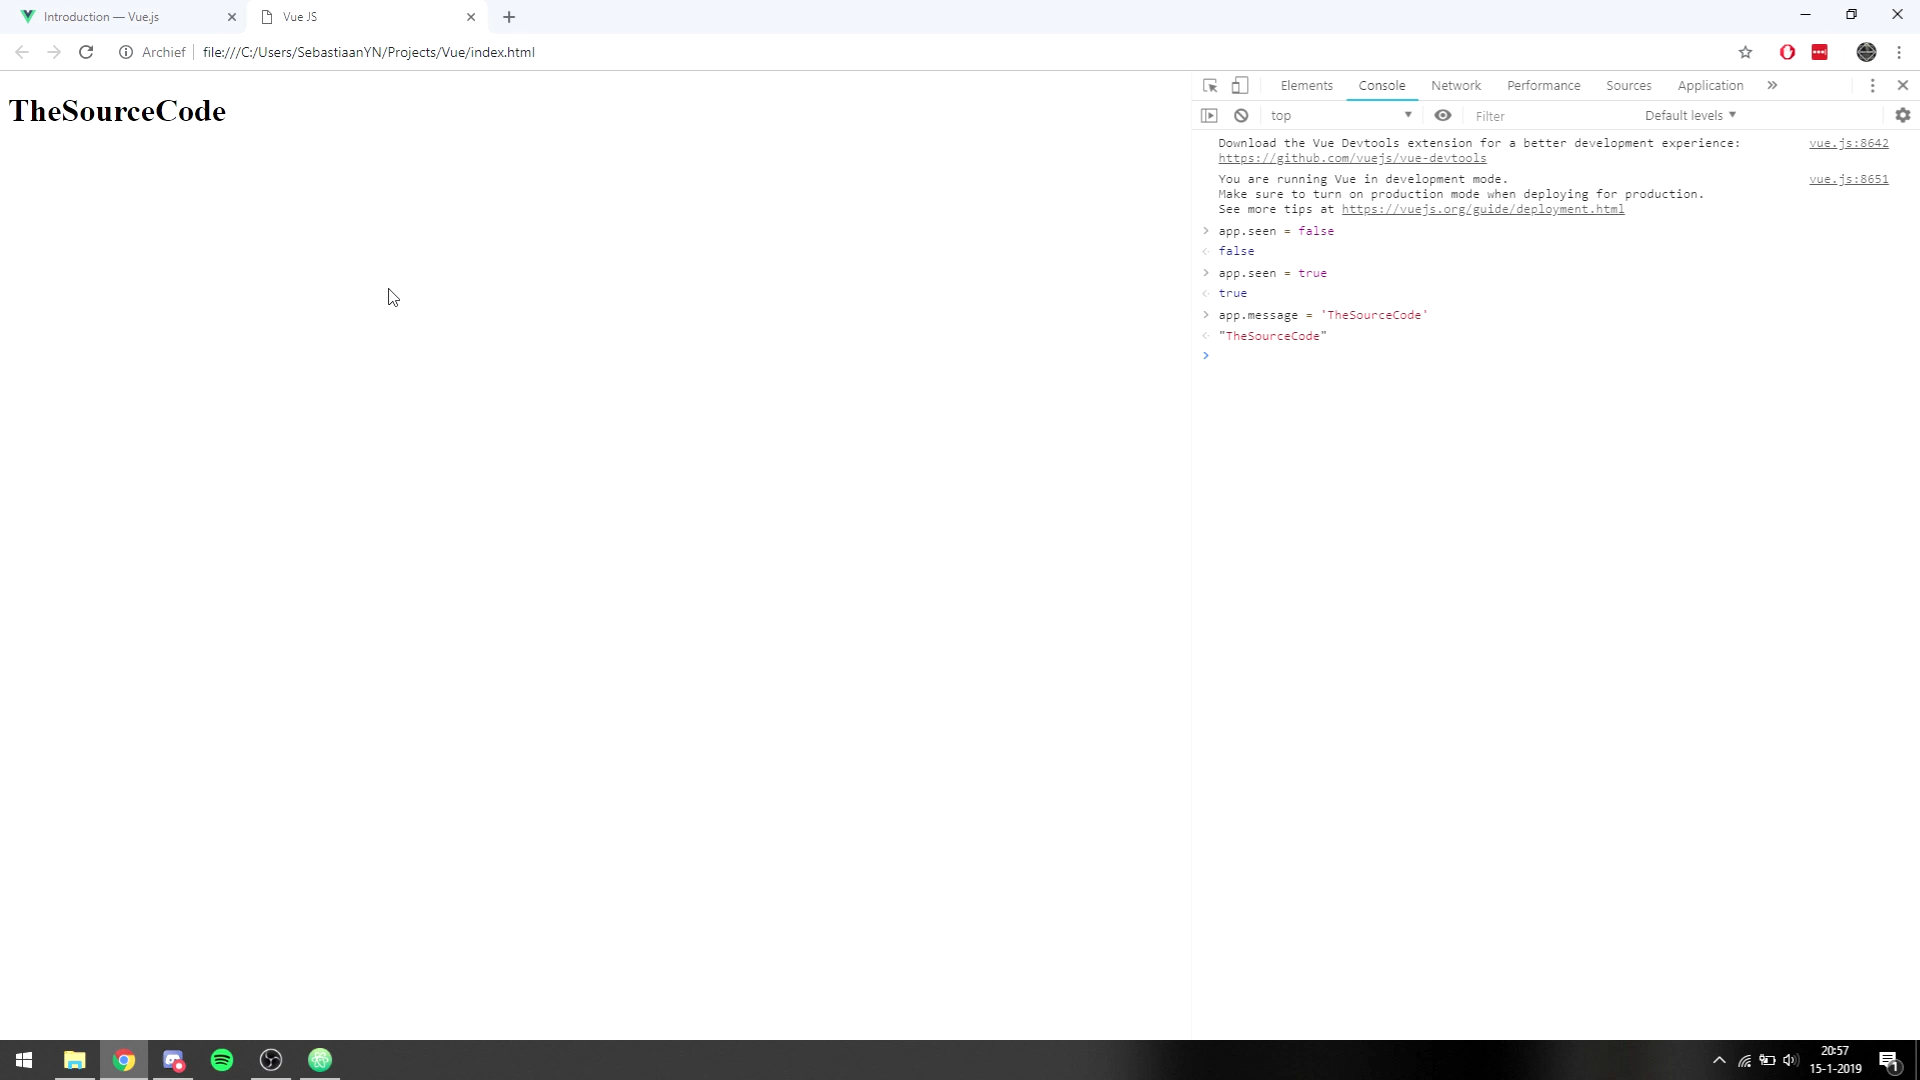 Introduction — Vue.js
Vue JS
Archief
file:///C:/Users/SebastiaanYN/Projects/Vue/index.html
TheSourceCode
Elements
Console
Network
Performance
Sources
Application
top
Filter
Default levels
Download the Vue Devtools extension for a better development experience:
vue.js:8642
https://github.com/vuejs/vue-devtools
You are running Vue in development mode.
vue.js:8651
Make sure to turn on production mode when deploying for production.
See more tips at https://vuejs.org/guide/deployment.html
app.seen = false
false
app.seen = true
true
app.message = 'TheSourceCode'
"TheSourceCode"
20:57
15-1-2019
1